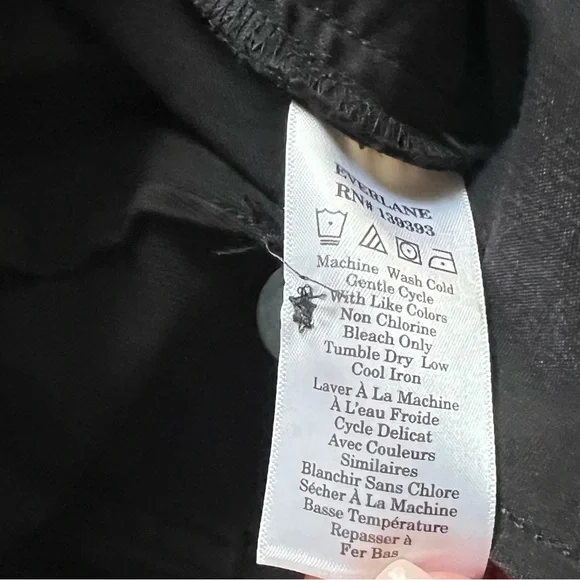 EVERLANE
RN# 139393
Machine Wash Cold
Gentle Cycle
With Like Colors
Non Chlorine
Bleach Only
Tumble Dry Low
Cool Iron
Laver À La Machine
À L'eau Froide
Cycle Delicat
Avec Couleurs
Similaires
Blanchir Sans Chlore
Sécher À La Machine
Basse Température
Repasser à
Fer Bas